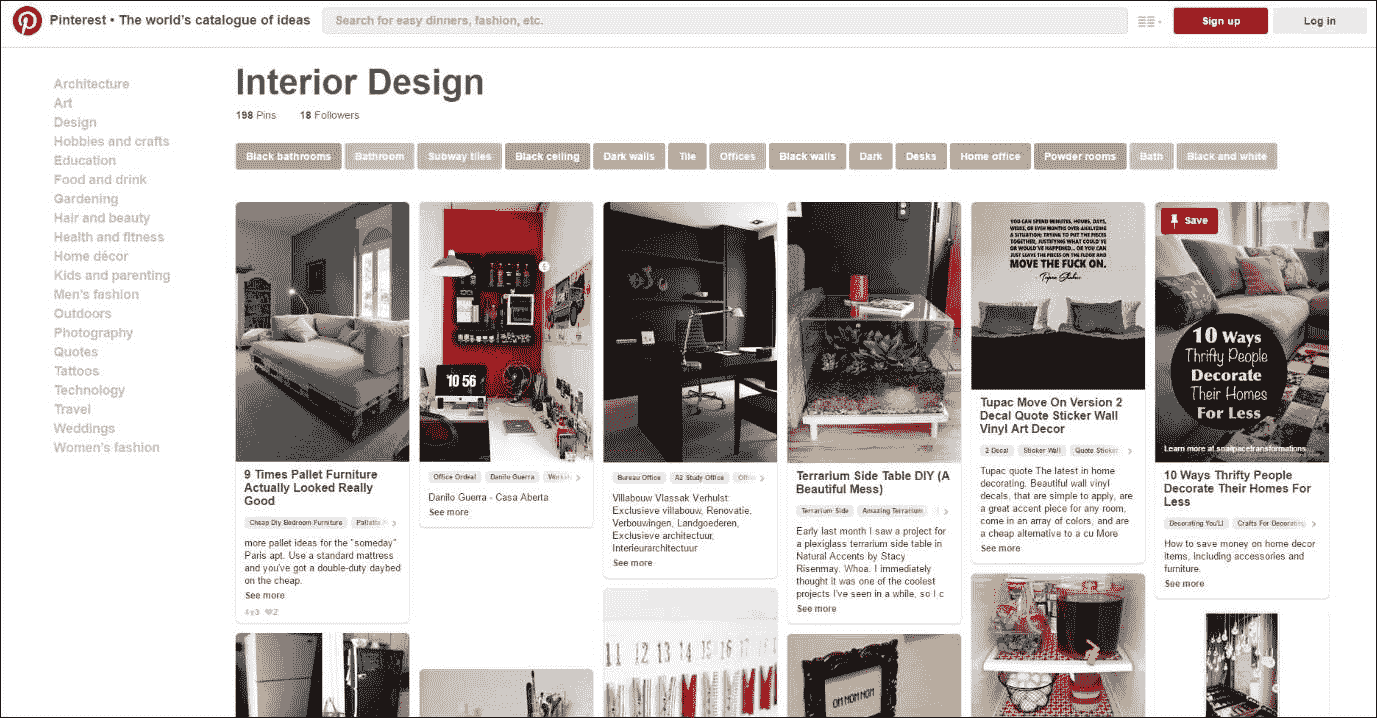 Pinterest • The world's catalogue of ideas
Search for easy dinners, fashion, etc.
Sign up
Log in
Architecture
Art
Design
Hobbies and crafts
Education
Food and drink
Gardening
Hair and beauty
Health and fitness
Home décor
Kids and parenting
Men's fashion
Outdoors
Photography
Quotes
Tattoos
Technology
Travel
Weddings
Women's fashion
Interior Design
198 Pins 18 Followers
Black bathrooms Bathroom Subway tiles Black ceiling Dark walls Tile Offices Black walls Dark Desks Home office Powder rooms Bath Black and white
9 Times Pallet Furniture
Actually Looked Really
Good
Cheap Diy Bedroom Furniture
more pallet ideas for the "someday"
Paris apt. Use a standard mattress
and you've got a double-duty daybed
on the cheap.
See more
2
10 56
Office Ordeal Danilo Guerra
Danilo Guerra - Casa Aberta
See more
Bureau Office A2 Study Office
Villabouw Vlassak Verhulst:
Exclusieve villabouw, Renovatie,
Verbouwingen, Landgoederen,
Exclusieve architectuur,
Interieurarchitectuur
See more
11 12 13 14 15 16 17 18
Terrarium Side Table DIY (A
Beautiful Mess)
Terrarium Side Amazing Terrarium
Early last month I saw a project for
a plexiglass terrarium side table in
Natural Accents by Stacy
Risenmay. Whoa. I immediately
thought it was one of the coolest
projects I've seen in a while, so I c
See more
OM NOM NOM
YOU CAN SPEND MINUTES, HOURS, DAYS,
WEEKS, OR EVEN MONTHS OVER-ANALYZING
A SITUATION; TRYING TO PUT THE PIECES
TOGETHER, JUSTIFYING WHAT COULD'VE
OR WOULD'VE HAPPENED... OR YOU CAN
JUST LEAVE THE PIECES ON THE FLOOR AND
MOVE THE FUCK ON.
Tupac Shakur
Tupac Move On Version 2
Decal Quote Sticker Wall
Vinyl Art Decor
2 Decal Sticker Wall Quote Sticker
Tupac quote The latest in home
decorating. Beautiful wall vinyl
decals, that are simple to apply, are
a great accent piece for any room,
come in an array of colors, and are
a cheap alternative to a cu More
See more
Save
10 Ways
Thrifty People
Decorate
Their Homes
For Less
10 Ways Thrifty People
Decorate Their Homes For
Less
Decorating You'Ll Crafts For Decorating
How to save money on home decor
items, including accessories and
furniture.
See more